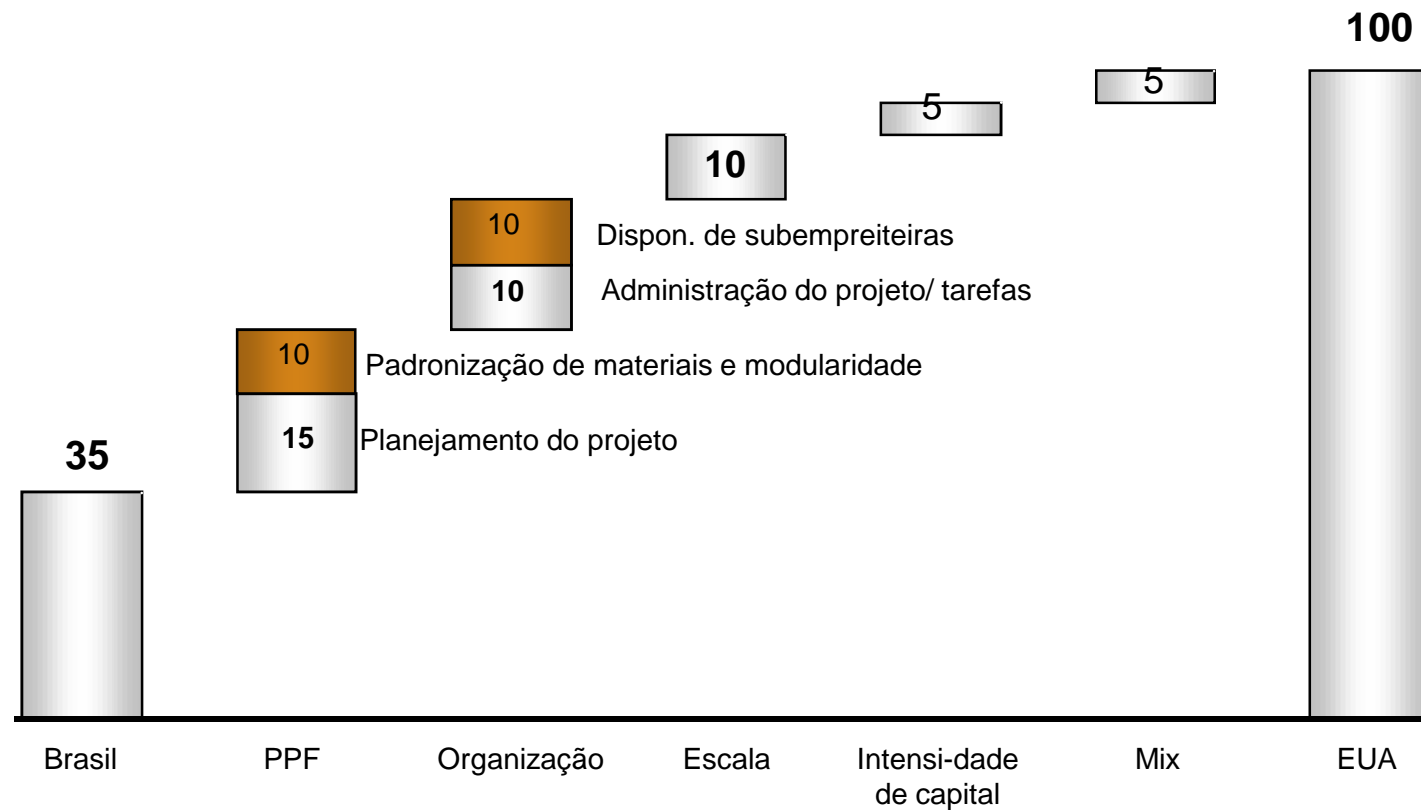 100
5
5
10
10
Dispon. de subempreiteiras
10
Administração do projeto/ tarefas
10
Padronização de materiais e modularidade
15
Planejamento do projeto
35
Brasil
PPF
Organização
Escala
Intensi-dade
de capital
Mix
EUA